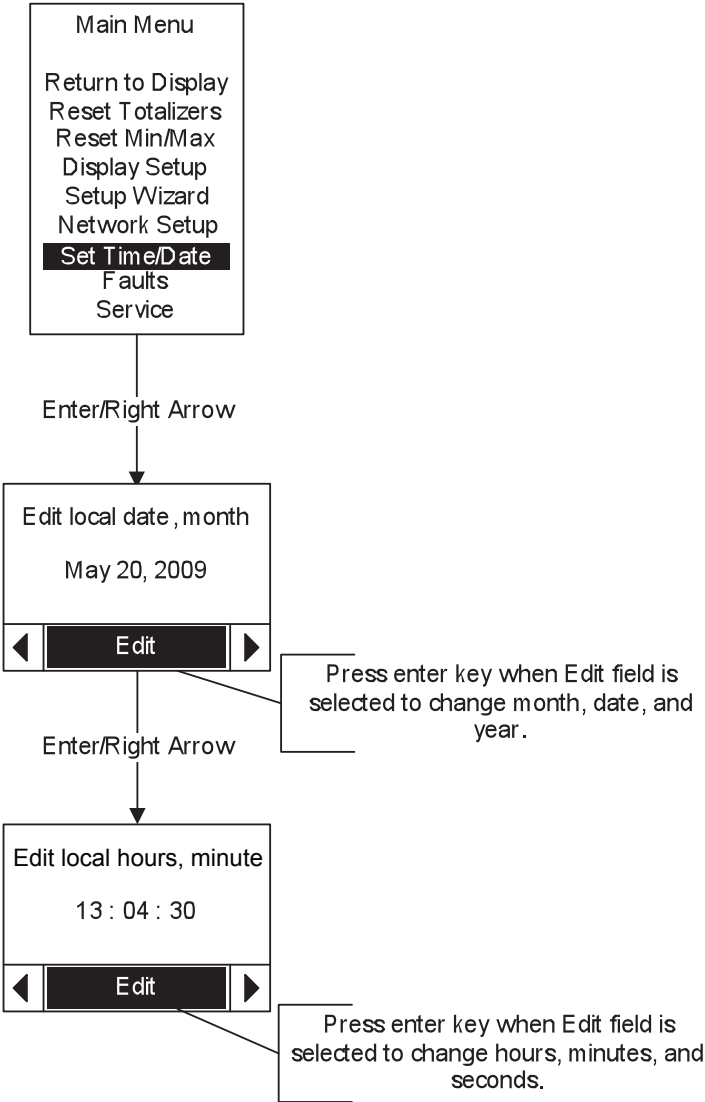 Main Menu
Return to Display
Reset Totalizers
Reset Min/Max
Display Setup
Setup Wizard
Network Setup
Set Time/Date
Faults
Service
Enter/Right Arrow
Edit local date, month
May 20, 2009
Edit
Press enter key when Edit field is
selected to change month, date, and
year.
Enter/Right Arrow
Edit local hours, minute
13 : 04 : 30
Edit
Press enter key when Edit field is
selected to change hours, minutes, and
seconds.